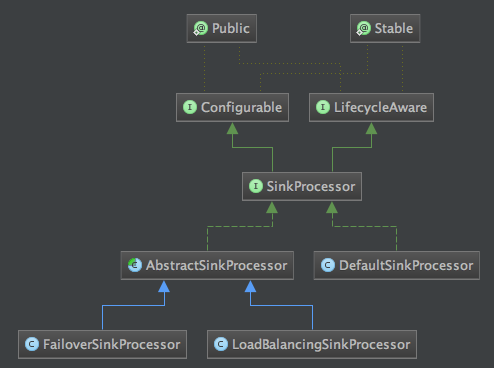 Public
Stable
Configurable
LifecycleAware
SinkProcessor
AbstractSinkProcessor
DefaultSinkProcessor
FailoverSinkProcessor
LoadBalancingSinkProcessor